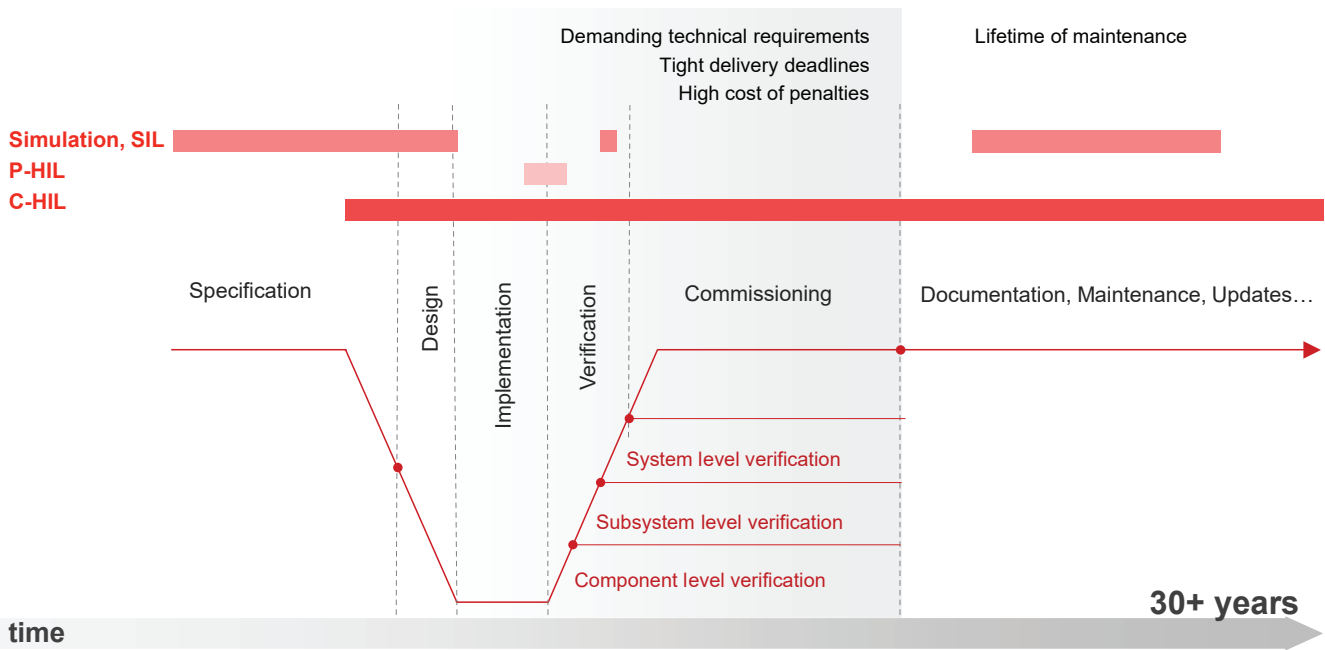 Demanding technical requirements
Tight delivery deadlines
High cost of penalties
Lifetime of maintenance
Simulation, SIL
P-HIL
C-HIL
Specification
Design
Implementation
Verification
Commissioning
Documentation, Maintenance, Updates…
System level verification
Subsystem level verification
Component level verification
30+ years
time